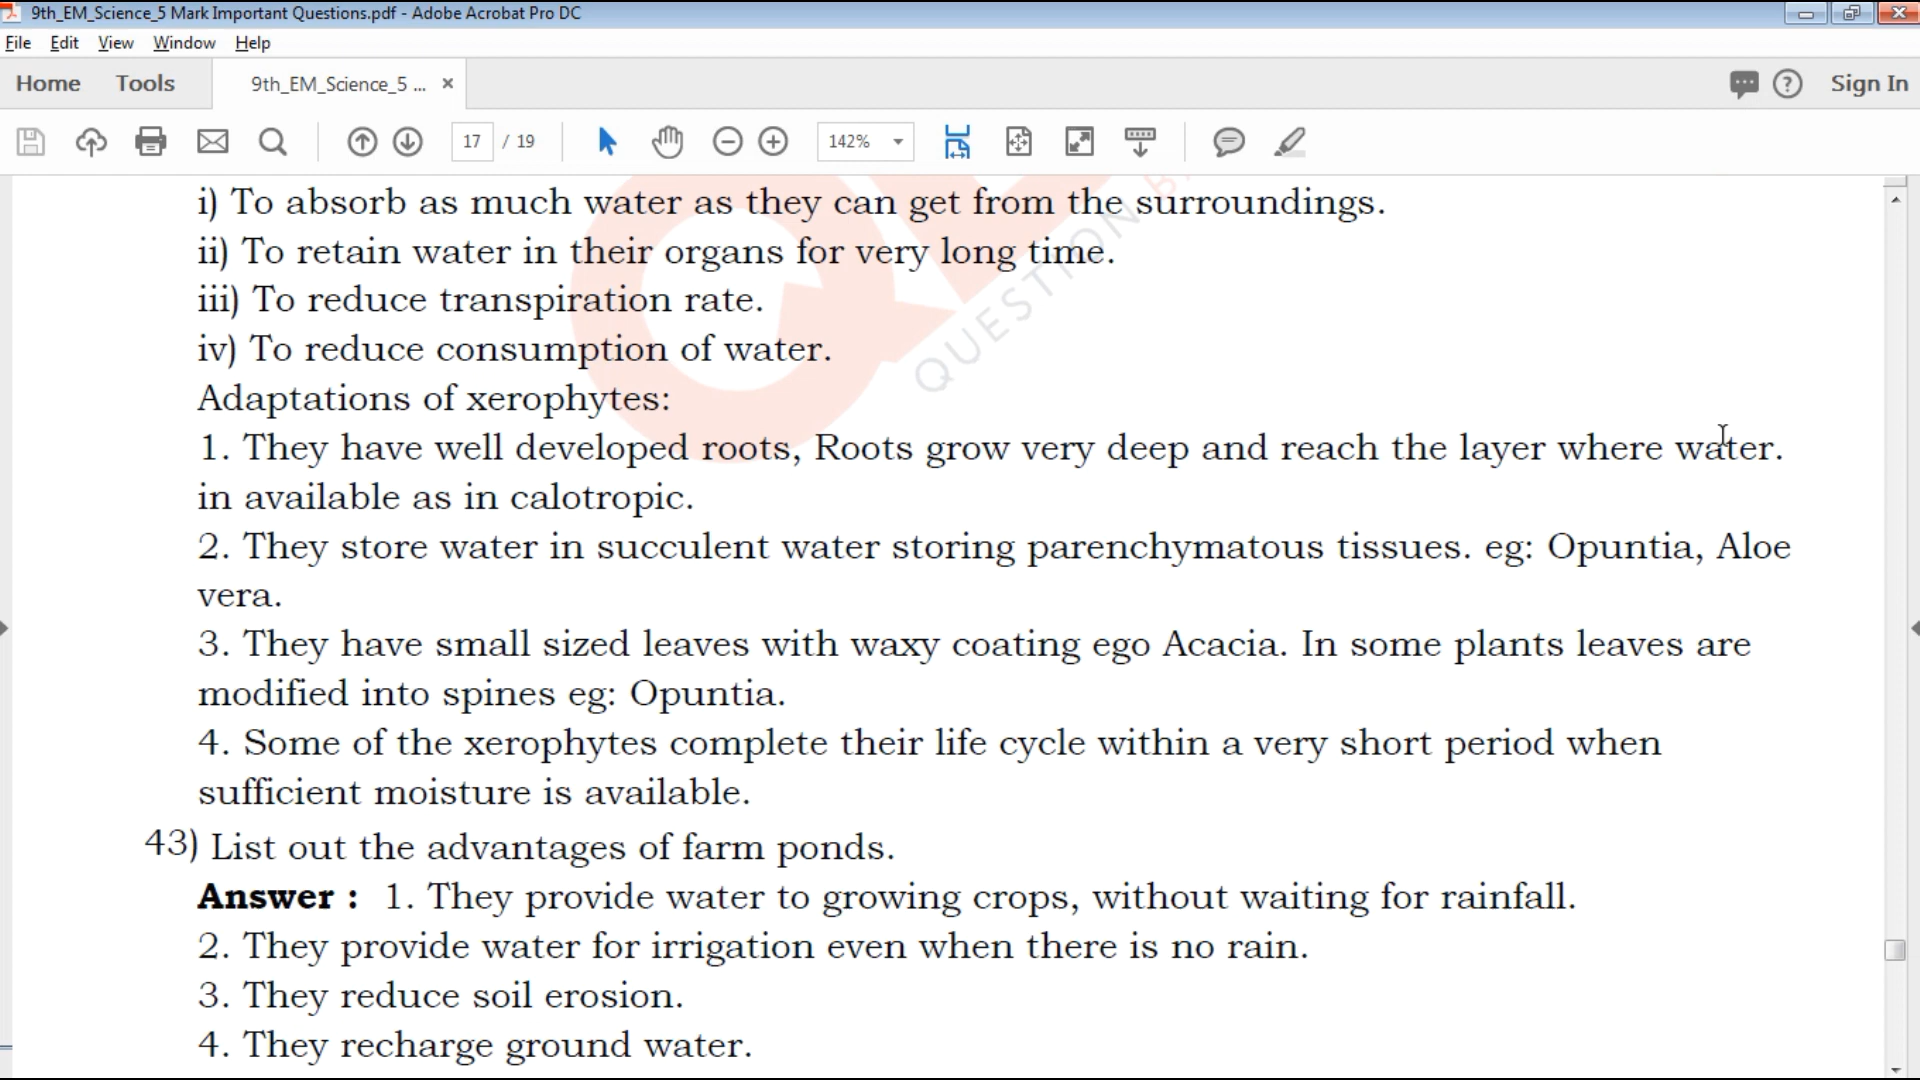 9th_EM_Science_5 Mark Important Questions.pdf - Adobe Acrobat Pro DC
File Edit View Window Help
Home Tools 9th_EM_Science_5 ... × Sign In
17 / 19 142%
i) To absorb as much water as they can get from the surroundings.
ii) To retain water in their organs for very long time.
iii) To reduce transpiration rate.
iv) To reduce consumption of water.
QUESTION
Adaptations of xerophytes:
1. They have well developed roots, Roots grow very deep and reach the layer where water.
in available as in calotropic.
2. They store water in succulent water storing parenchymatous tissues. eg: Opuntia, Aloe
vera.
3. They have small sized leaves with waxy coating ego Acacia. In some plants leaves are
modified into spines eg: Opuntia.
4. Some of the xerophytes complete their life cycle within a very short period when
sufficient moisture is available.
43) List out the advantages of farm ponds.
Answer : 1. They provide water to growing crops, without waiting for rainfall.
2. They provide water for irrigation even when there is no rain.
3. They reduce soil erosion.
4. They recharge ground water.